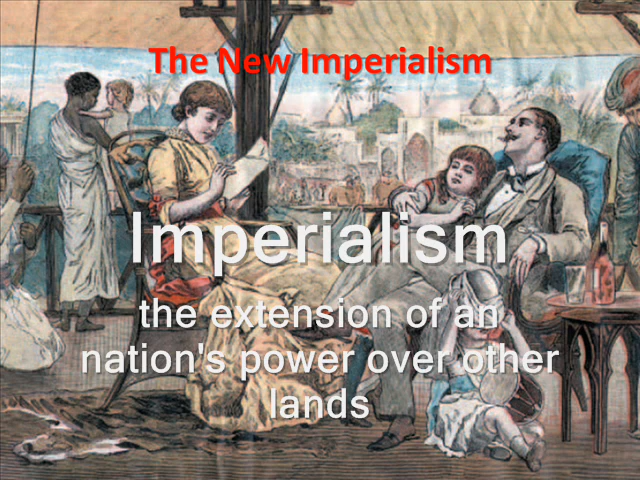 The New Imperialism
Imperialism
the extension of an
nation's power over other
lands